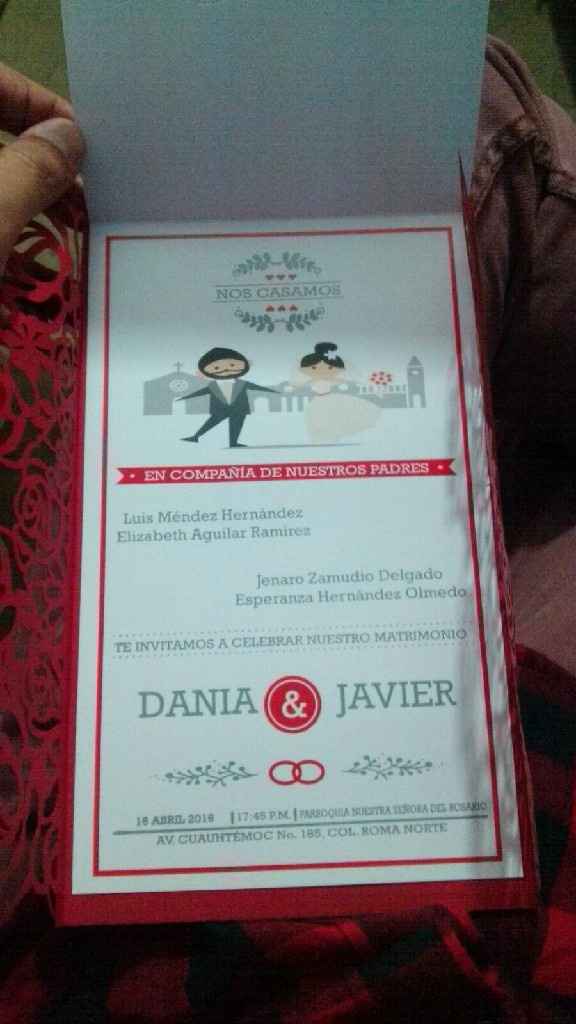 NOS CASAMOS
EN COMPAÑÍA DE NUESTROS PADRES
Luis Méndez Hernández
Elizabeth Aguilar Ramírez
Jenaro Zamudio Delgado
Esperanza Hernández Olmedo
TE INVITAMOS A CELEBRAR NUESTRO MATRIMONIO
DANIA & JAVIER
16 ABRIL 2016 | 17:45 P.M. | PARROQUIA NUESTRA SEÑORA DEL ROSARIO
AV. CUAUHTÉMOC No. 185, COL. ROMA NORTE